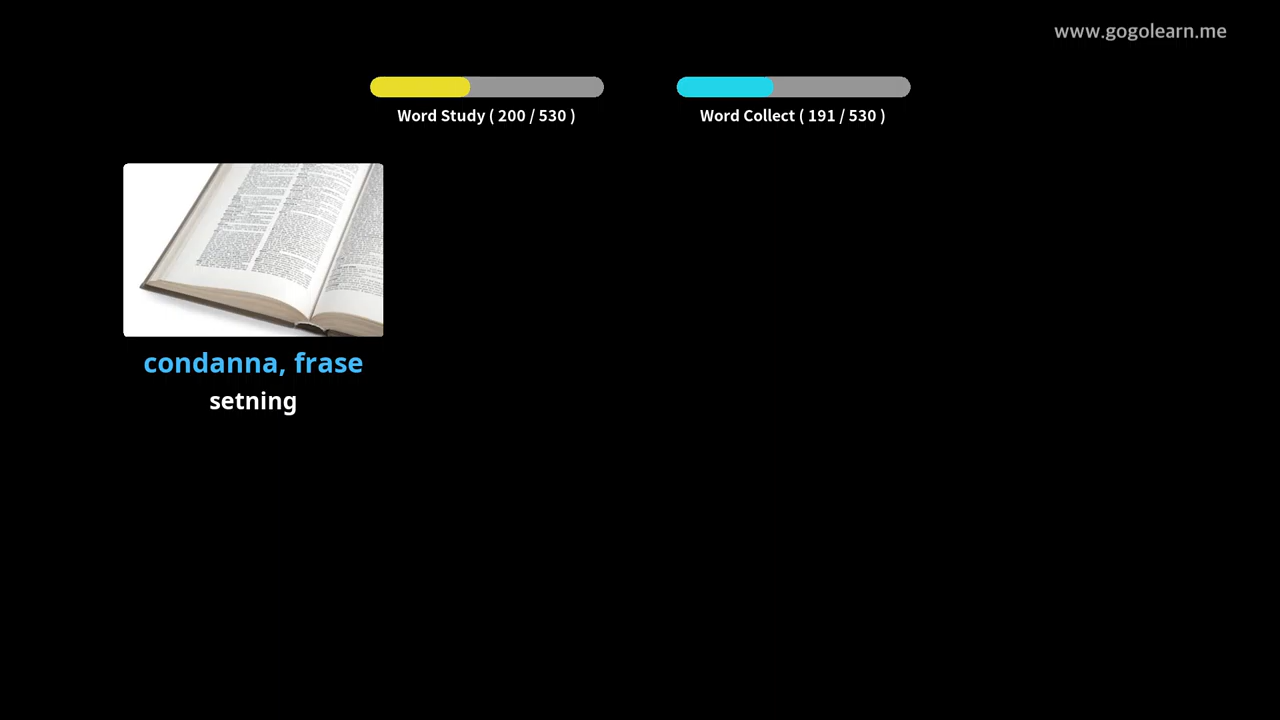 www.gogolearn.me
Word Study ( 200 / 530 )
Word Collect ( 191 / 530 )
condanna, frase
setning